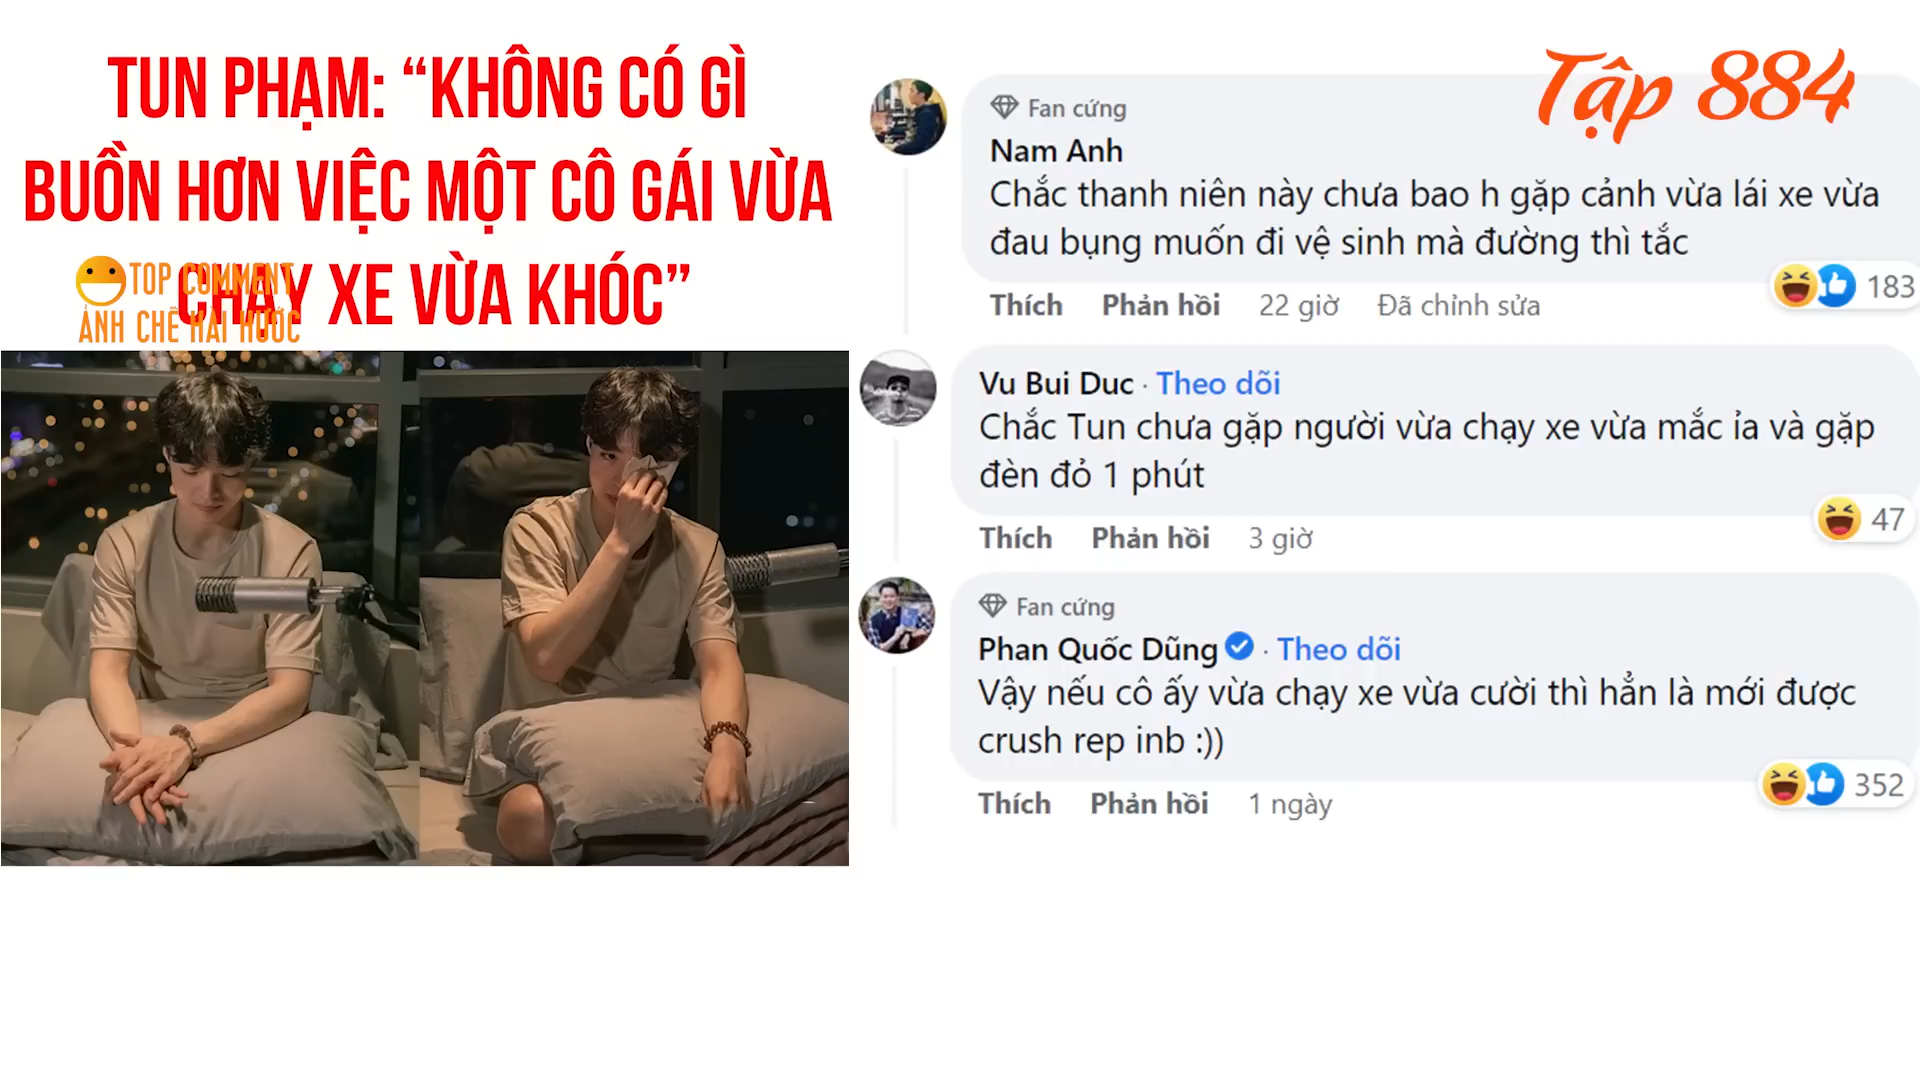 TUN PHẠM: “KHÔNG CÓ GÌ
BUỒN HƠN VIỆC MỘT CÔ GÁI VỪA
CHẠY XE VỪA KHÓC”
TOP COMMENT
ẢNH CHẾ HÀI HƯỚC
Tập 884
Fan cứng
Nam Anh
Chắc thanh niên này chưa bao h gặp cảnh vừa lái xe vừa
đau bụng muốn đi vệ sinh mà đường thì tắc
183
Thích Phản hồi 22 giờ Đã chỉnh sửa
Vu Bui Duc · Theo dõi
Chắc Tun chưa gặp người vừa chạy xe vừa mắc ỉa và gặp
đèn đỏ 1 phút
47
Thích Phản hồi 3 giờ
Fan cứng
Phan Quốc Dũng · Theo dõi
Vậy nếu cô ấy vừa chạy xe vừa cười thì hẳn là mới được
crush rep inb :))
352
Thích Phản hồi 1 ngày